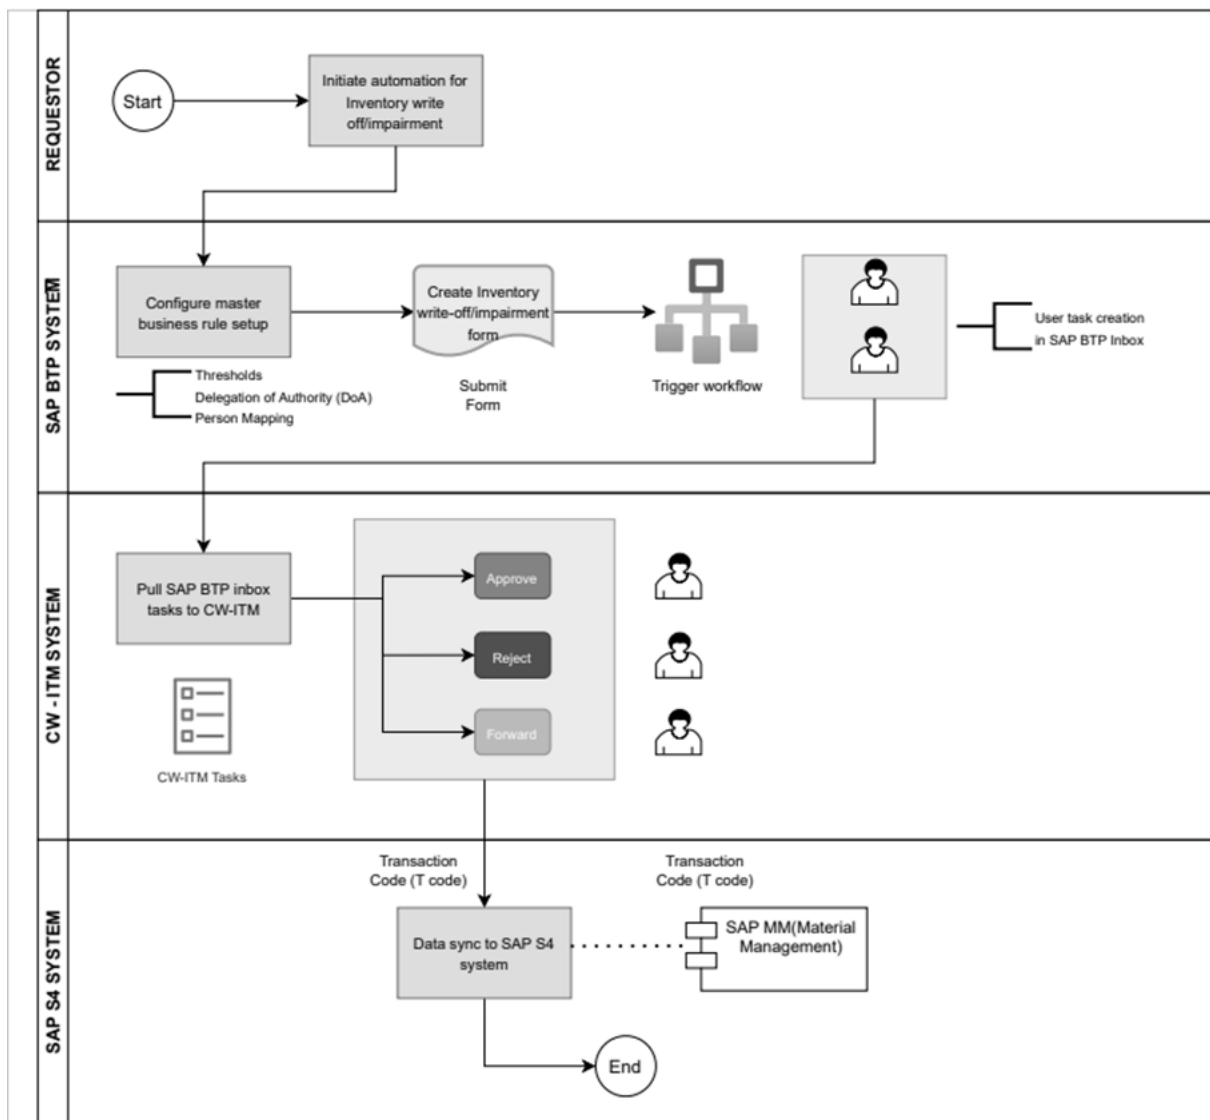 REQUESTOR
Start
Initiate automation for
Inventory write
off/impairment
SAP BTP SYSTEM
Configure master
business rule setup
Thresholds
Delegation of Authority (DoA)
Person Mapping
Create Inventory
write-off/impairment
form
Submit
Form
Trigger workflow
User task creation
in SAP BTP Inbox
CW - ITM SYSTEM
Pull SAP BTP inbox
tasks to CW-ITM
CW-ITM Tasks
Approve
Reject
Forward
SAP S4 SYSTEM
Transaction
Code (T code)
Data sync to SAP S4
system
Transaction
Code (T code)
SAP MM(Material
Management)
End